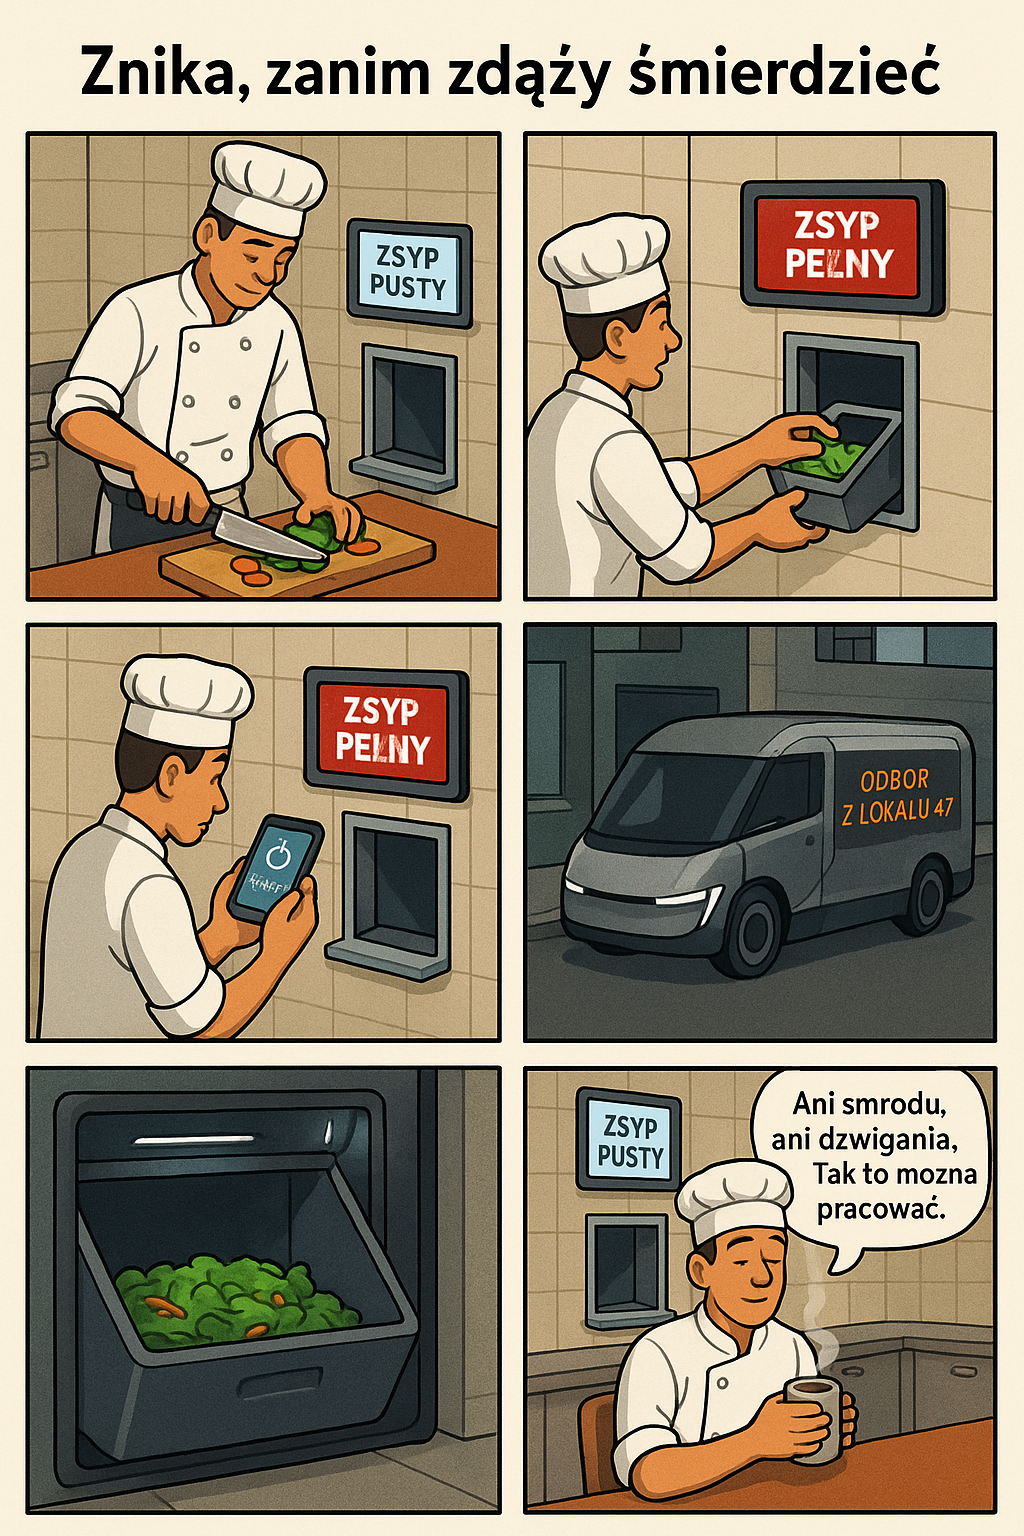 Znika, zanim zdąży śmierdzieć
ZSYP
PUSTY
ZSYP
PEŁNY
ZSYP
PEŁNY
ODBOR
Z LOKALU 47
ZSYP
PUSTY
Ani smrodu,
ani dzwigania,
Tak to mozna
pracować.